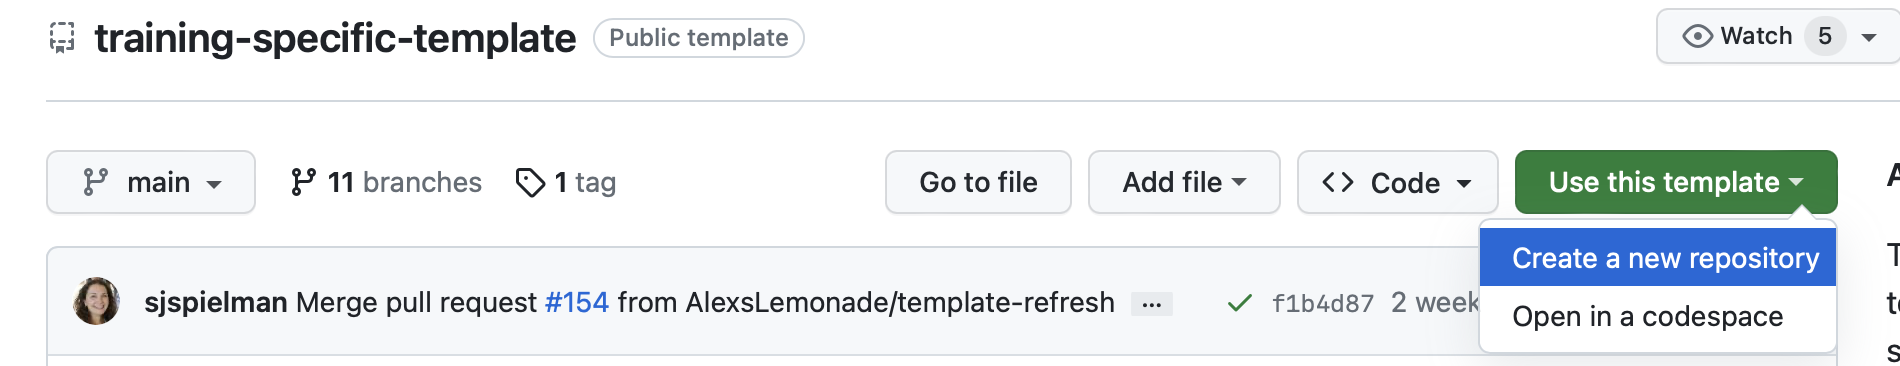 training-specific-template Public template Watch 5
main 11 branches 1 tag Go to file Add file Code Use this template
Create a new repository
sjspielman Merge pull request #154 from AlexsLemonade/template-refresh ... f1b4d87 2 week
Open in a codespace